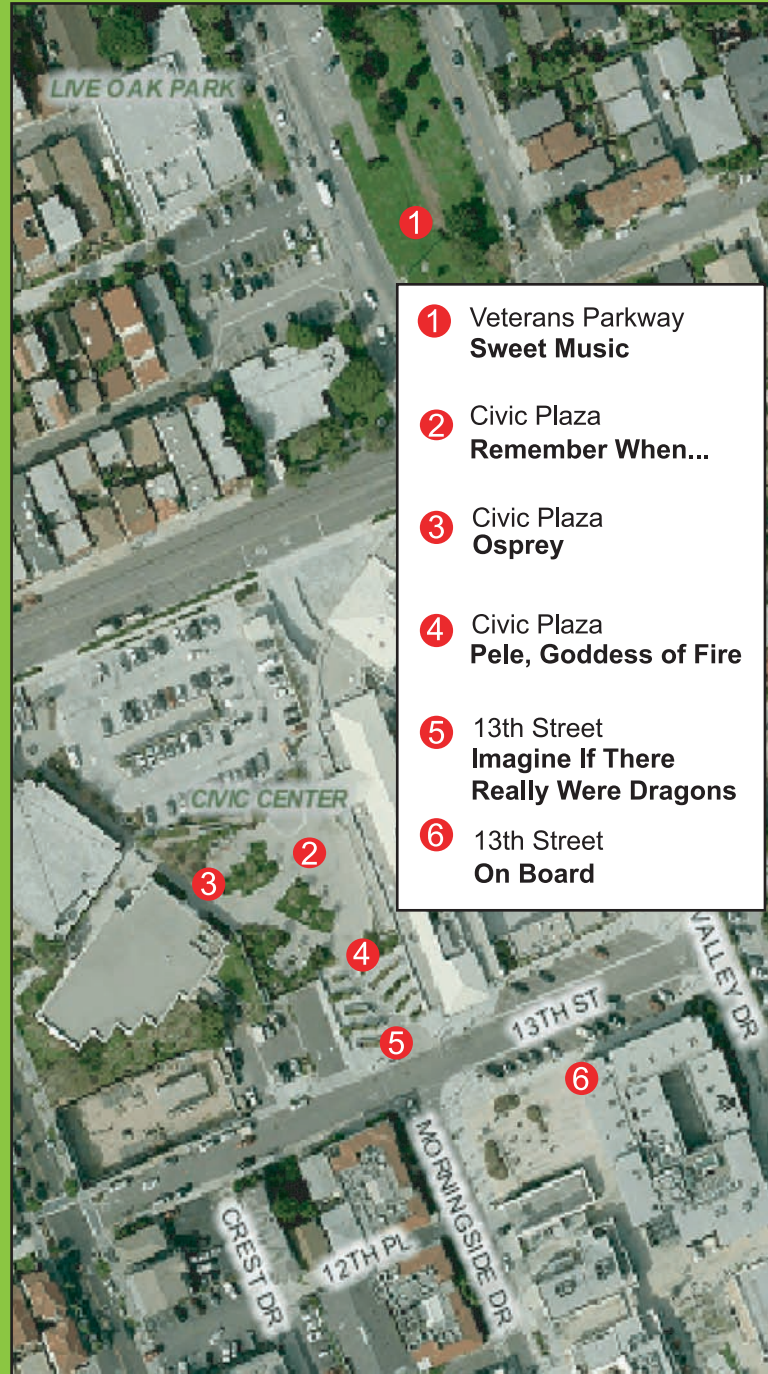 LIVE OAK PARK
1
1 Veterans Parkway
Sweet Music
2 Civic Plaza
Remember When...
3 Civic Plaza
Osprey
4 Civic Plaza
Pele, Goddess of Fire
5 13th Street
Imagine If There
Really Were Dragons
6 13th Street
On Board
CIVIC CENTER
2
3
4
5
6
13TH ST
VALLEY DR
MORNINGSIDE DR
CREST DR
12TH PL